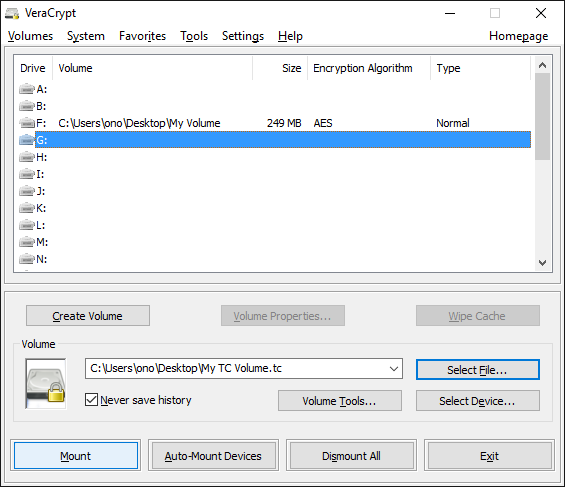 VeraCrypt
Volumes System Favorites Tools Settings Help Homepage
Drive Volume Size Encryption Algorithm Type
A:
B:
F: C:\Users\ono\Desktop\My Volume 249 MB AES Normal
G:
H:
I:
J:
K:
L:
M:
N:
Create Volume Volume Properties... Wipe Cache
Volume
C:\Users\ono\Desktop\My TC Volume.tc Select File...
Never save history Volume Tools... Select Device...
Mount Auto-Mount Devices Dismount All Exit